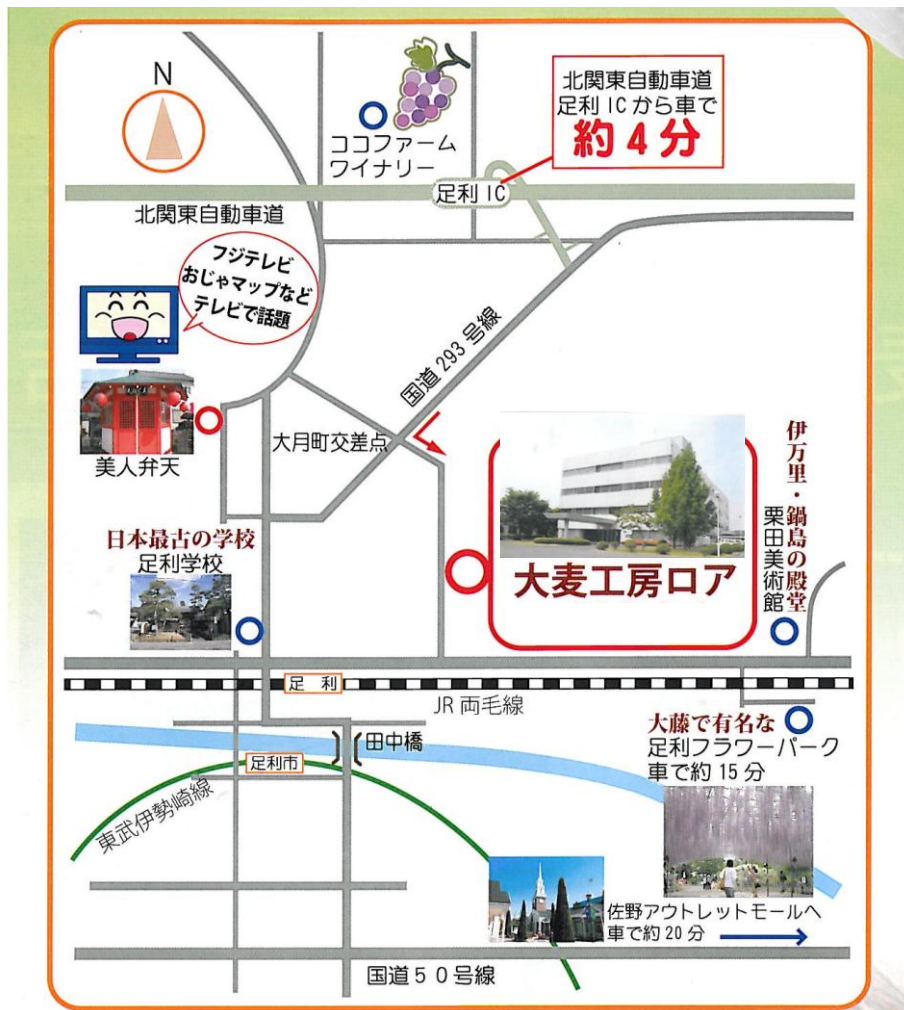 N
ココファーム
ワイナリー
北関東自動車道
足利ICから車で
約4分
足利IC
北関東自動車道
フジテレビ
おじゃマップなど
テレビで話題
国道293号線
大月町交差点
美人弁天
伊万里・鍋島の殿堂
栗田美術館
日本最古の学校
足利学校
大麦工房ロア
足利
JR両毛線
大藤で有名な
足利フラワーパーク
車で約15分
田中橋
足利市
東武伊勢崎線
佐野アウトレットモールへ
車で約20分
国道50号線